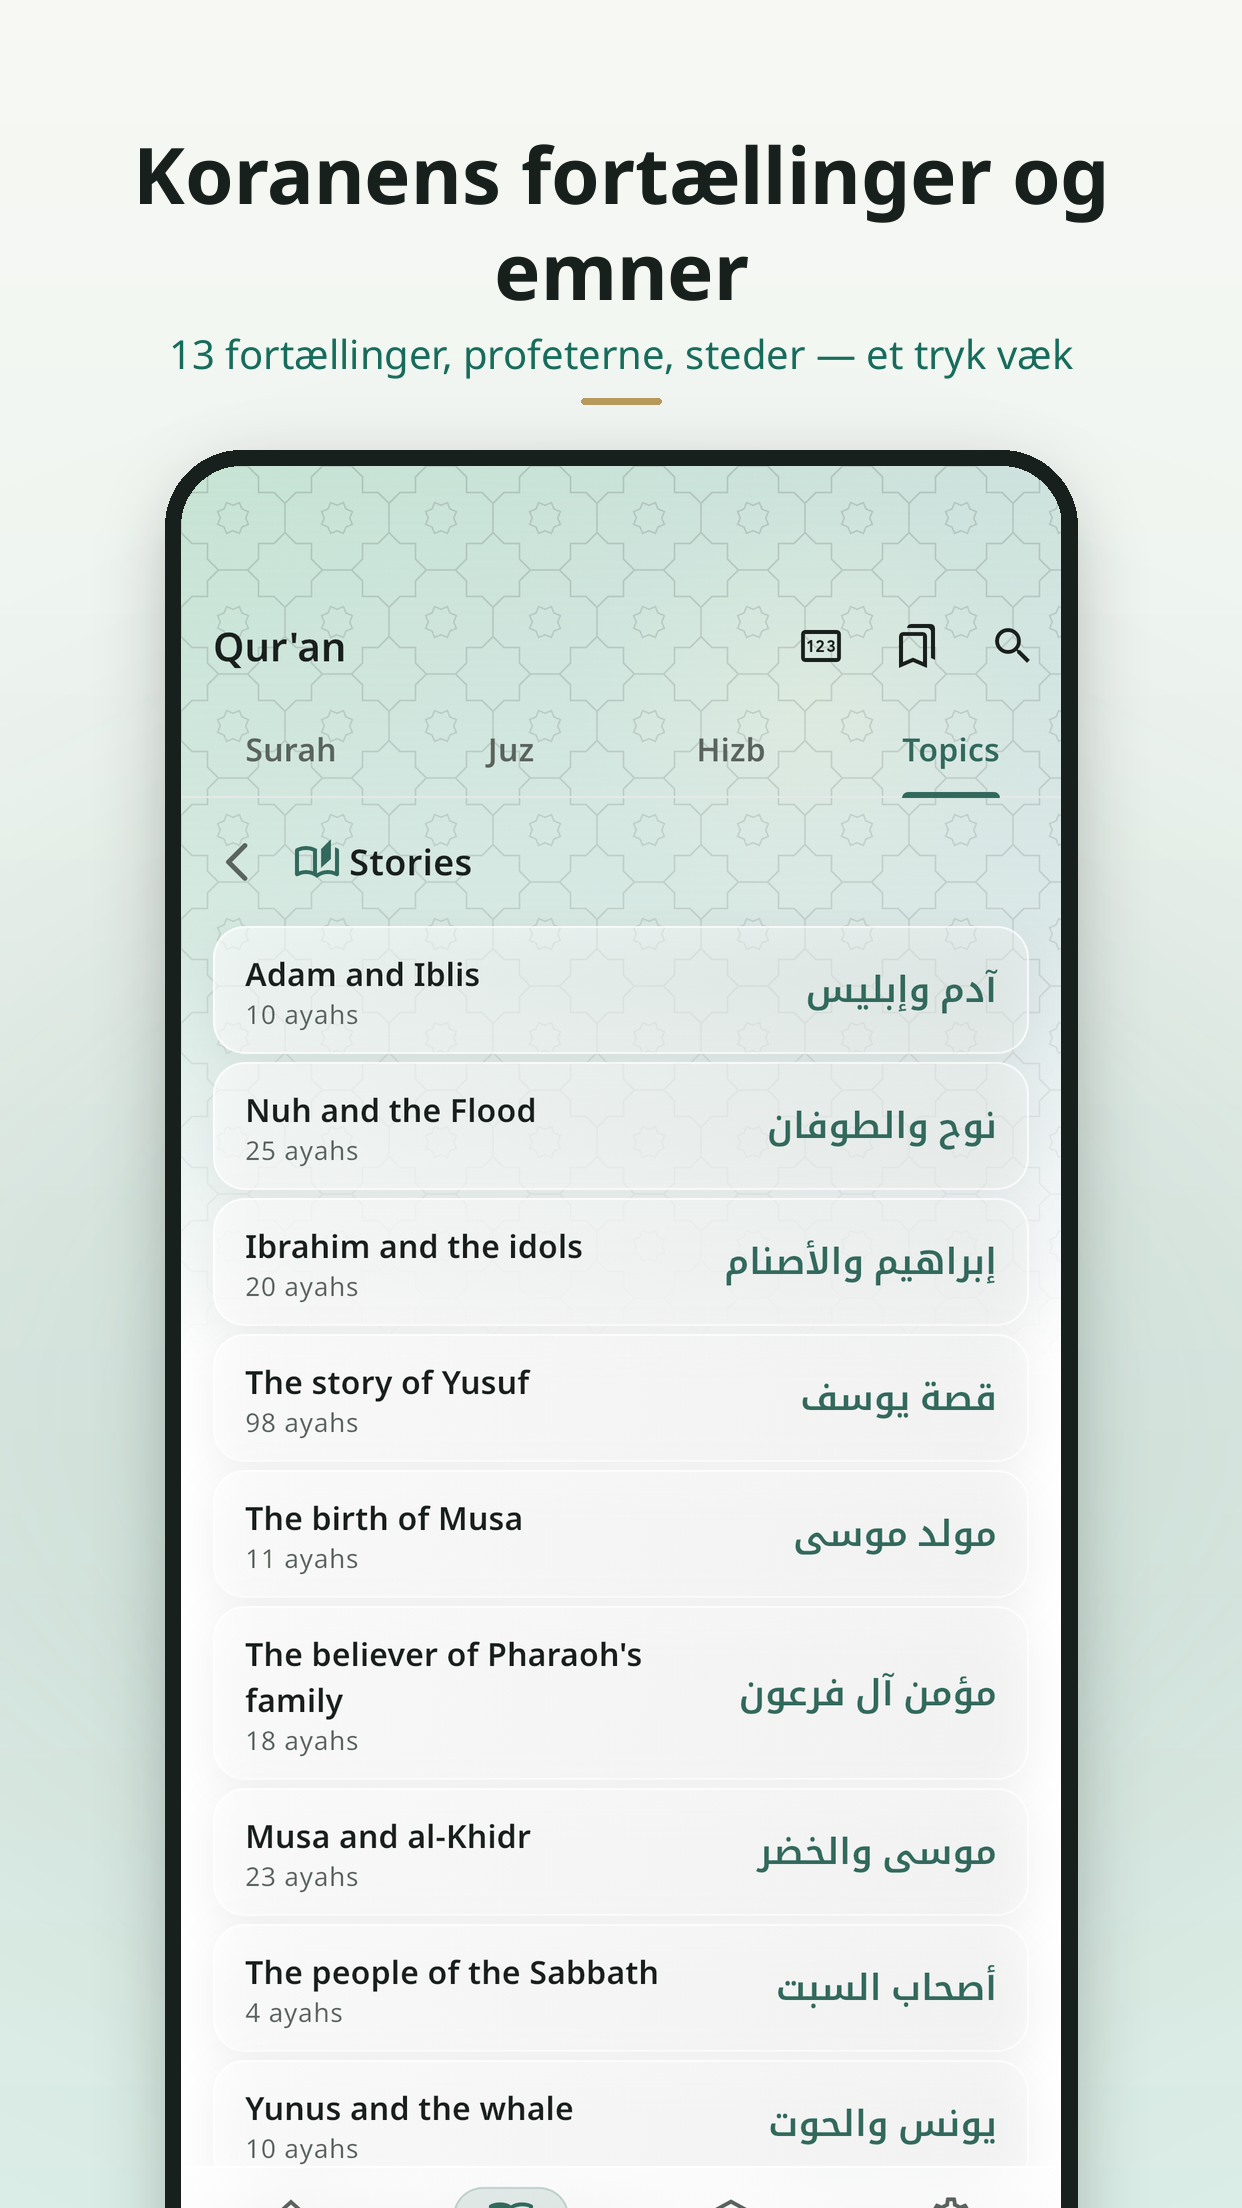 Koranens fortællinger og
emner
13 fortællinger, profeterne, steder — et tryk væk
Qur'an
123
Surah Juz Hizb Topics
Stories
Adam and Iblis
آدم وإبليس
10 ayahs
Nuh and the Flood
نوح والطوفان
25 ayahs
Ibrahim and the idols
إبراهيم والأصنام
20 ayahs
The story of Yusuf
قصة يوسف
98 ayahs
The birth of Musa
مولد موسى
11 ayahs
The believer of Pharaoh's
family
مؤمن آل فرعون
18 ayahs
Musa and al-Khidr
موسى والخضر
23 ayahs
The people of the Sabbath
أصحاب السبت
4 ayahs
Yunus and the whale
يونس والحوت
10 ayahs